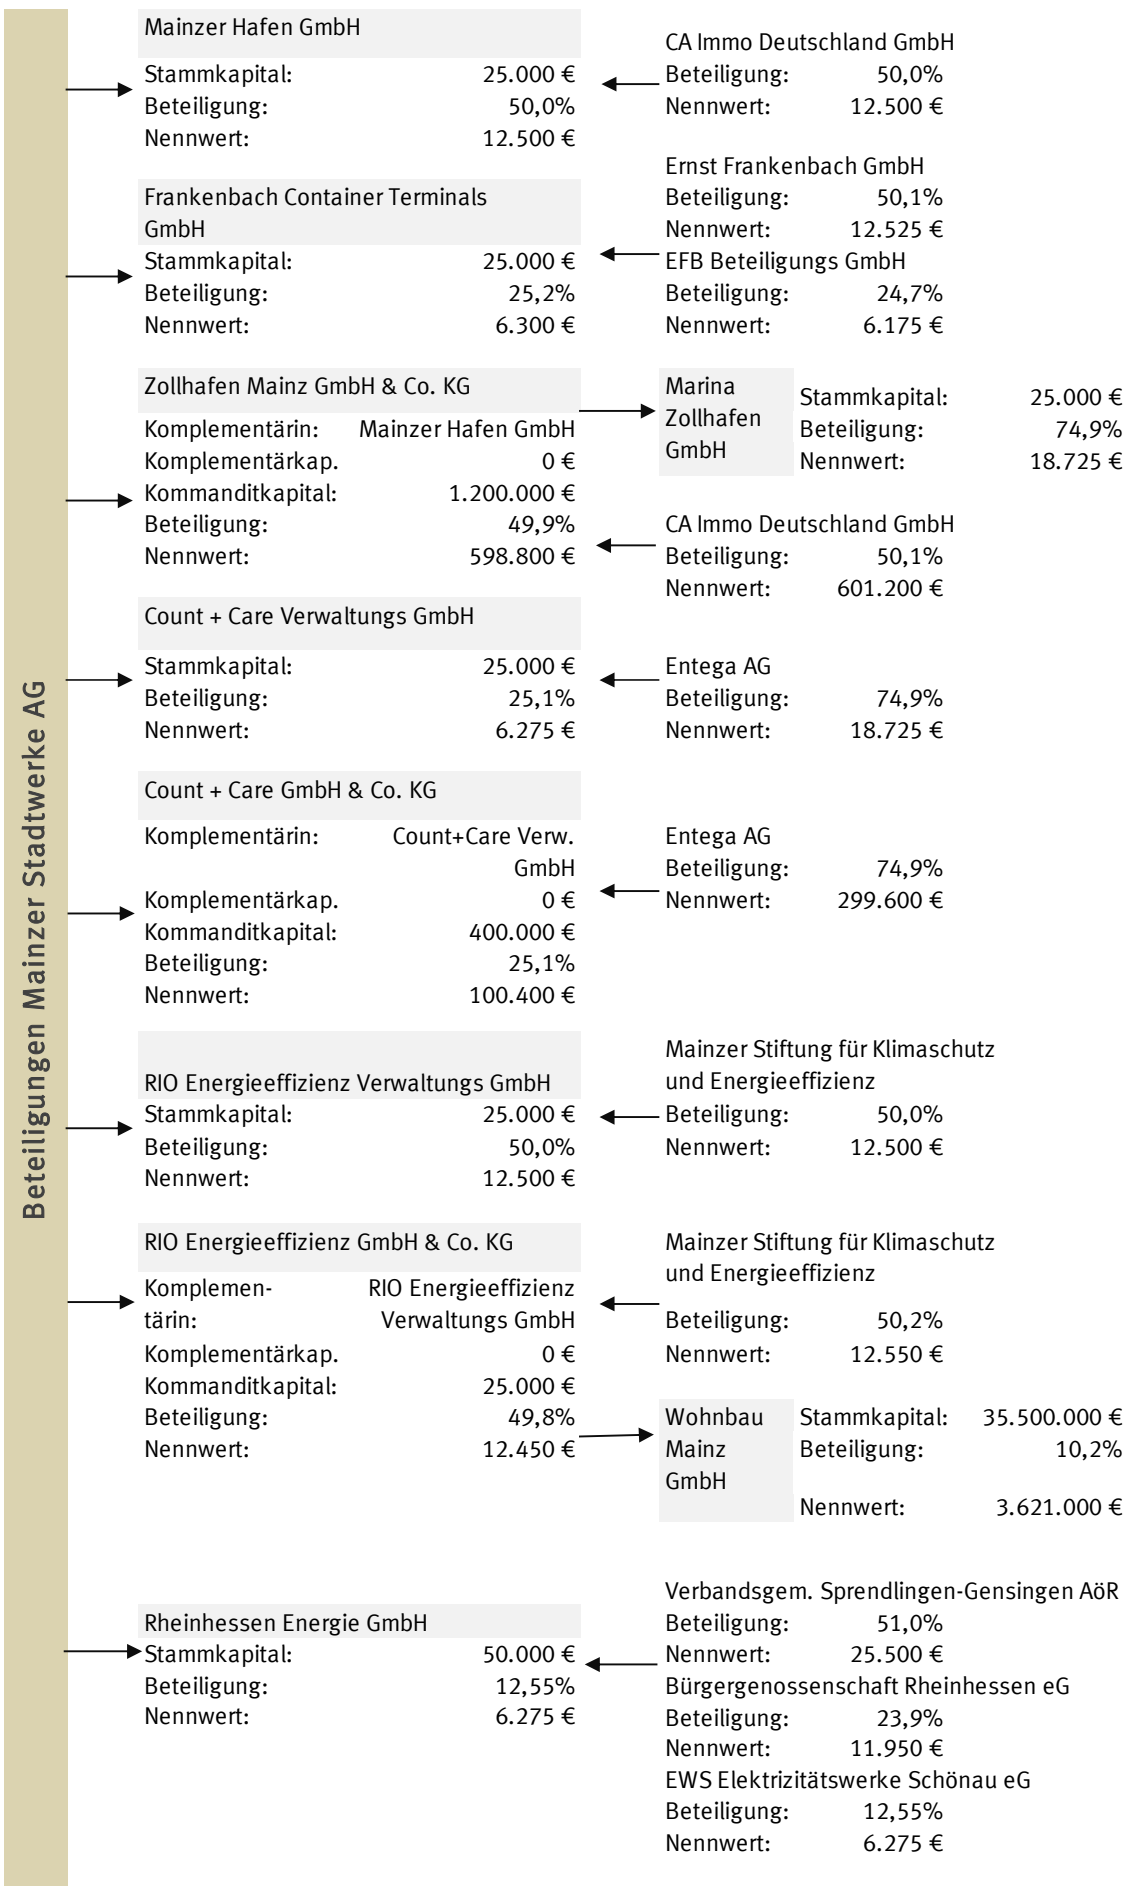 Beteiligungen Mainzer Stadtwerke AG
Mainzer Hafen GmbH
Stammkapital: 25.000 €
Beteiligung: 50,0%
Nennwert: 12.500 €
CA Immo Deutschland GmbH
Beteiligung: 50,0%
Nennwert: 12.500 €
Frankenbach Container Terminals
GmbH
Stammkapital: 25.000 €
Beteiligung: 25,2%
Nennwert: 6.300 €
Ernst Frankenbach GmbH
Beteiligung: 50,1%
Nennwert: 12.525 €
EFB Beteiligungs GmbH
Beteiligung: 24,7%
Nennwert: 6.175 €
Zollhafen Mainz GmbH & Co. KG
Komplementärin: Mainzer Hafen GmbH
Komplementärkap. 0 €
Kommanditkapital: 1.200.000 €
Beteiligung: 49,9%
Nennwert: 598.800 €
Marina
Zollhafen
GmbH
Stammkapital: 25.000 €
Beteiligung: 74,9%
Nennwert: 18.725 €
CA Immo Deutschland GmbH
Beteiligung: 50,1%
Nennwert: 601.200 €
Count + Care Verwaltungs GmbH
Stammkapital: 25.000 €
Beteiligung: 25,1%
Nennwert: 6.275 €
Entega AG
Beteiligung: 74,9%
Nennwert: 18.725 €
Count + Care GmbH & Co. KG
Komplementärin: Count+Care Verw.
GmbH
Komplementärkap. 0 €
Kommanditkapital: 400.000 €
Beteiligung: 25,1%
Nennwert: 100.400 €
Entega AG
Beteiligung: 74,9%
Nennwert: 299.600 €
RIO Energieeffizienz Verwaltungs GmbH
Stammkapital: 25.000 €
Beteiligung: 50,0%
Nennwert: 12.500 €
Mainzer Stiftung für Klimaschutz
und Energieeffizienz
Beteiligung: 50,0%
Nennwert: 12.500 €
RIO Energieeffizienz GmbH & Co. KG
Komplemen- RIO Energieeffizienz
tärin: Verwaltungs GmbH
Komplementärkap. 0 €
Kommanditkapital: 25.000 €
Beteiligung: 49,8%
Nennwert: 12.450 €
Mainzer Stiftung für Klimaschutz
und Energieeffizienz
Beteiligung: 50,2%
Nennwert: 12.550 €
Wohnbau
Mainz
GmbH
Stammkapital: 35.500.000 €
Beteiligung: 10,2%
Nennwert: 3.621.000 €
Rheinhessen Energie GmbH
Stammkapital: 50.000 €
Beteiligung: 12,55%
Nennwert: 6.275 €
Verbandsgem. Sprendlingen-Gensingen AöR
Beteiligung: 51,0%
Nennwert: 25.500 €
Bürgergenossenschaft Rheinhessen eG
Beteiligung: 23,9%
Nennwert: 11.950 €
EWS Elektrizitätswerke Schönau eG
Beteiligung: 12,55%
Nennwert: 6.275 €